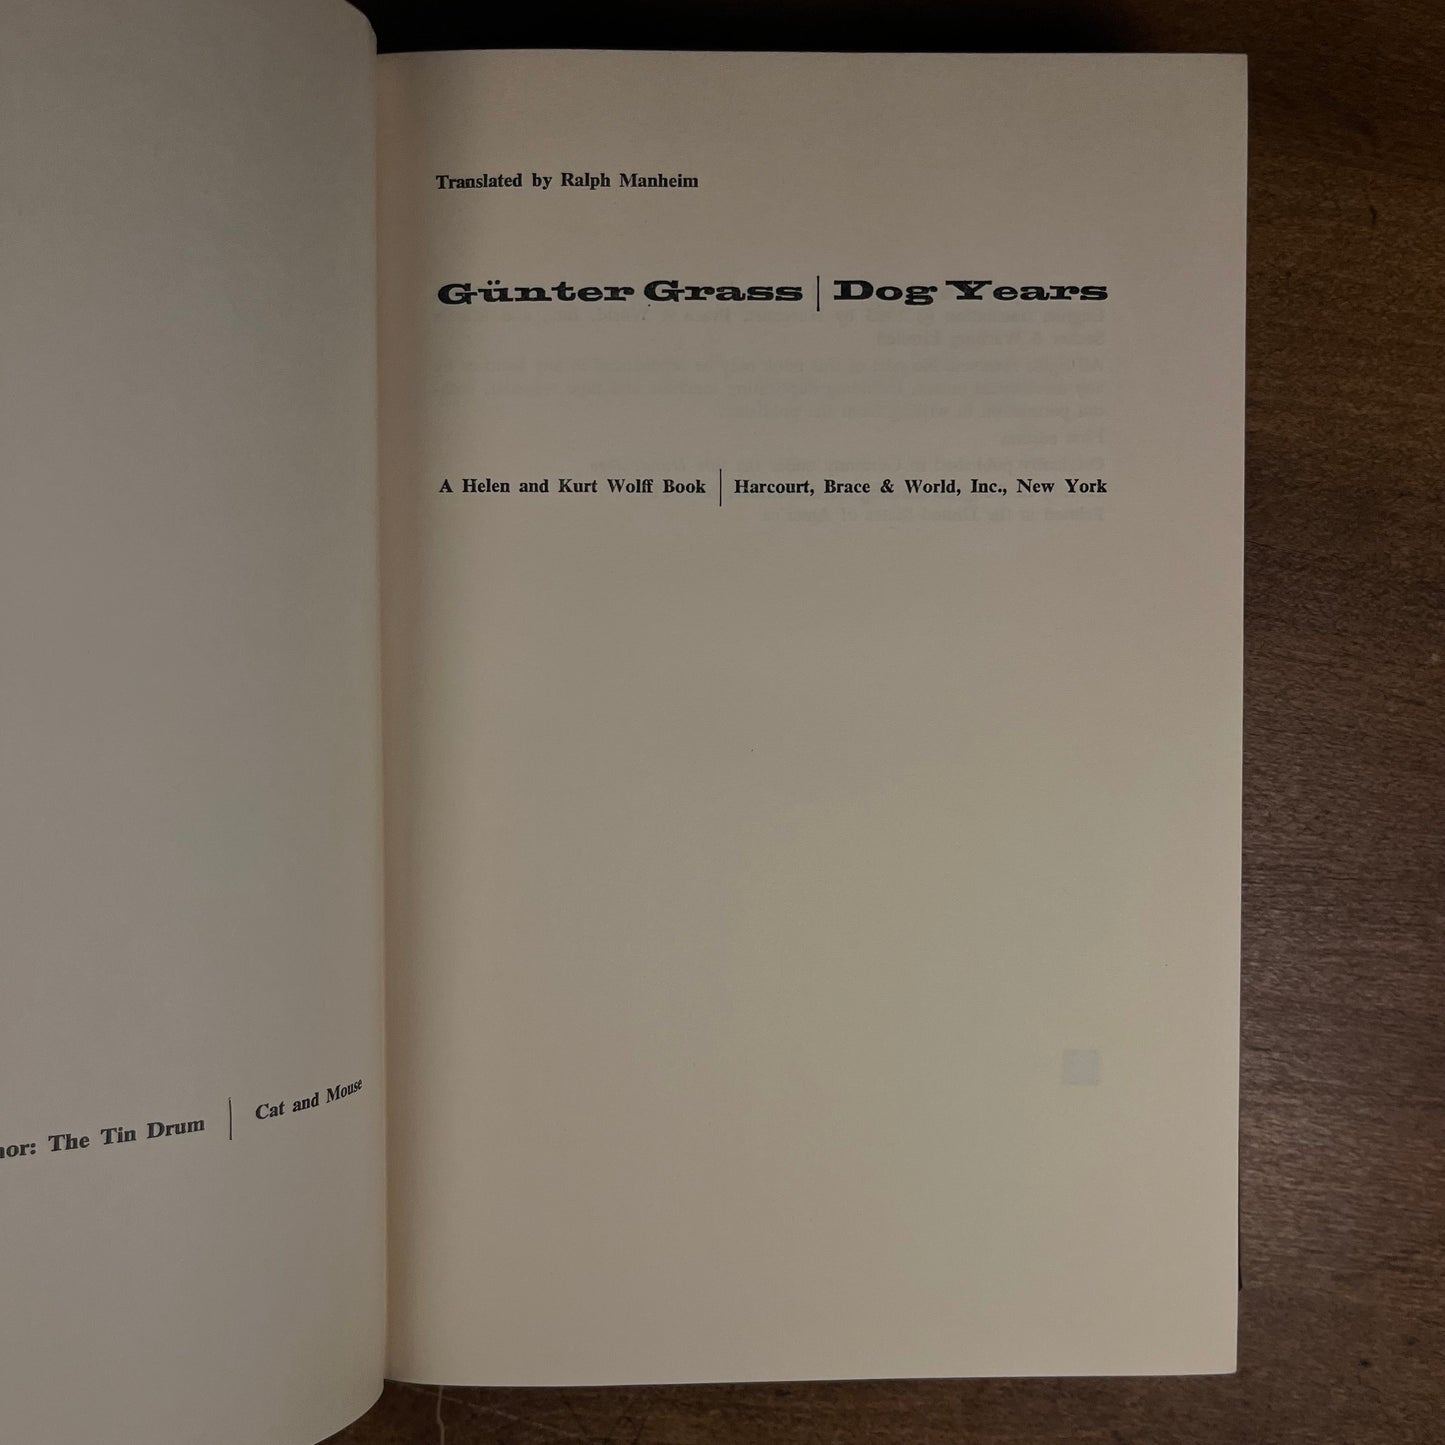 nor: The Tin Drum | Cat and Mouse
Translated by Ralph Manheim
Günter Grass | Dog Years
A Helen and Kurt Wolff Book | Harcourt, Brace & World, Inc., New York